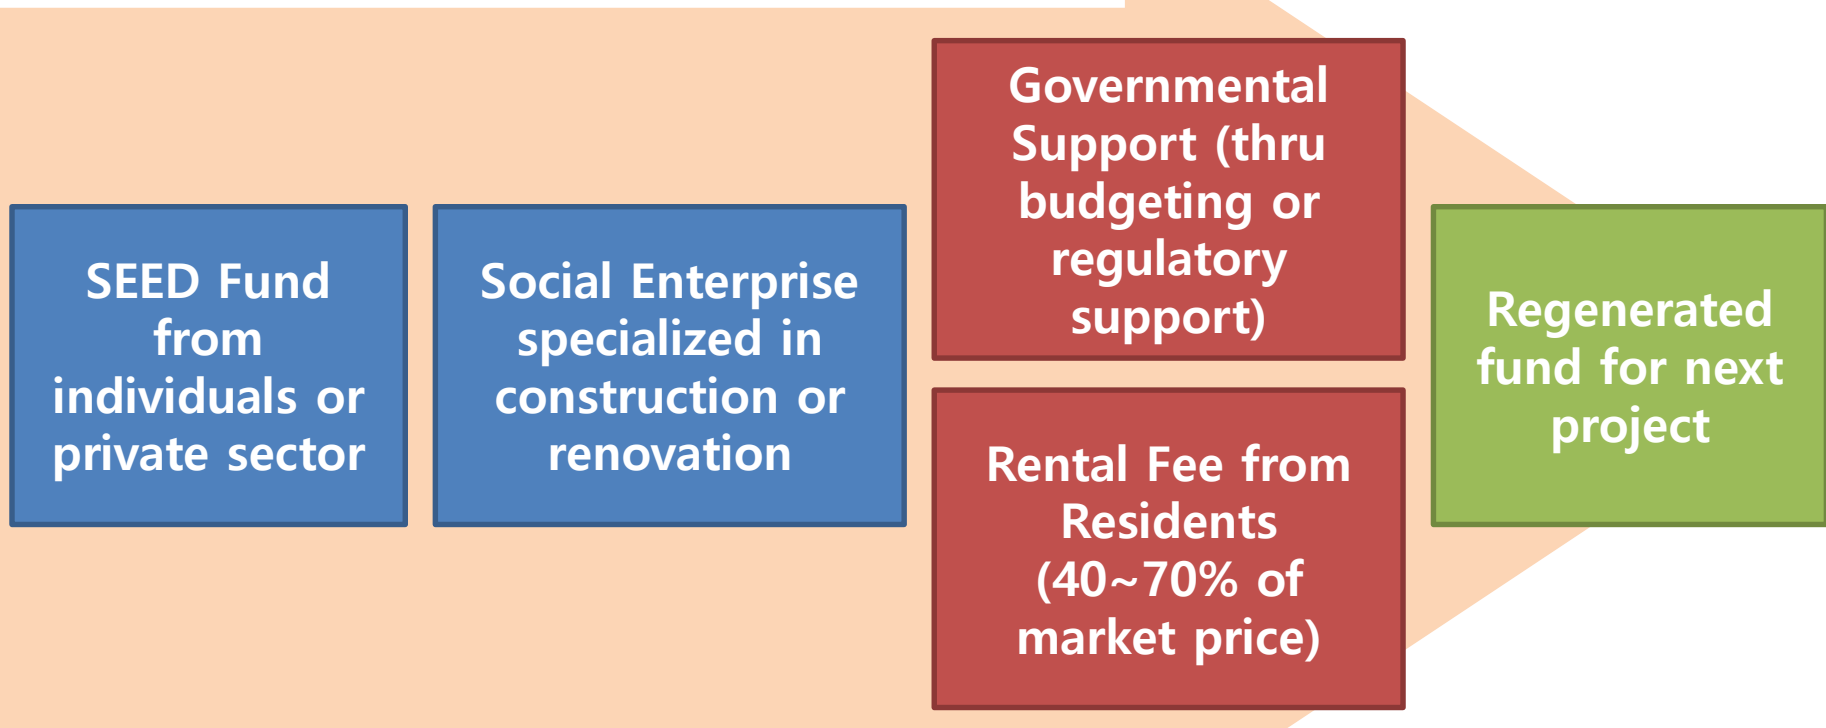 SEED Fund
from
individuals or
private sector
Social Enterprise
specialized in
construction or
renovation
Governmental
Support (thru
budgeting or
regulatory
support)
Rental Fee from
Residents
(40~70% of
market price)
Regenerated
fund for next
project